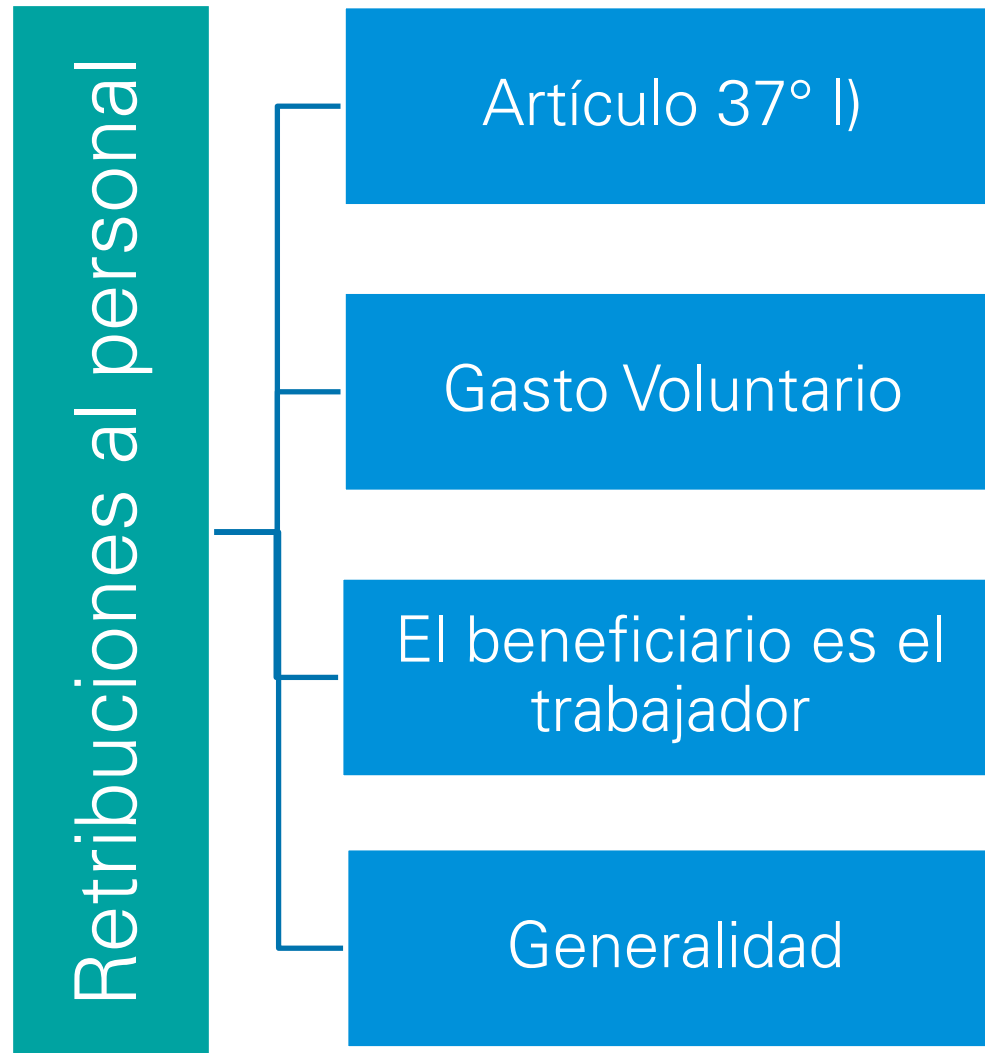 Retribuciones al personal
Artículo 37° l)
Gasto Voluntario
El beneficiario es el
trabajador
Generalidad